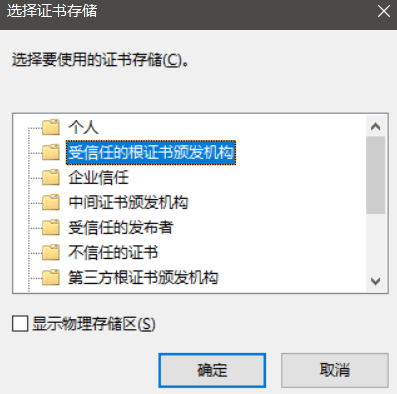 选择证书存储
选择要使用的证书存储(C)。
个人
受信任的根证书颁发机构
企业信任
中间证书颁发机构
受信任的发布者
不信任的证书
第三方根证书颁发机构
显示物理存储区(S)
确定
取消